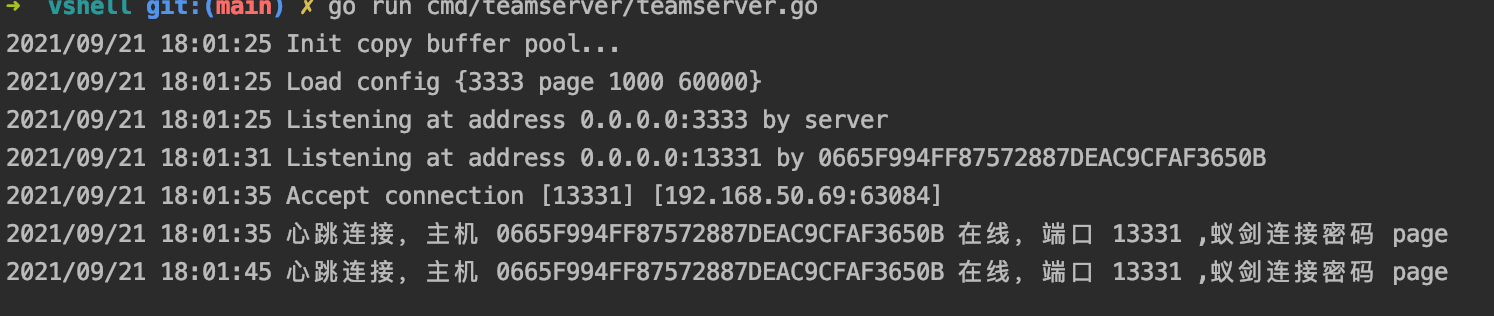 ➜ vshell git:(main) ✗ go run cmd/teamserver/teamserver.go
2021/09/21 18:01:25 Init copy buffer pool...
2021/09/21 18:01:25 Load config {3333 page 1000 60000}
2021/09/21 18:01:25 Listening at address 0.0.0.0:3333 by server
2021/09/21 18:01:31 Listening at address 0.0.0.0:13331 by 0665F994FF87572887DEAC9CFAF3650B
2021/09/21 18:01:35 Accept connection [13331] [192.168.50.69:63084]
2021/09/21 18:01:35 心跳连接, 主机 0665F994FF87572887DEAC9CFAF3650B 在线, 端口 13331 ,蚁剑连接密码 page
2021/09/21 18:01:45 心跳连接, 主机 0665F994FF87572887DEAC9CFAF3650B 在线, 端口 13331 ,蚁剑连接密码 page